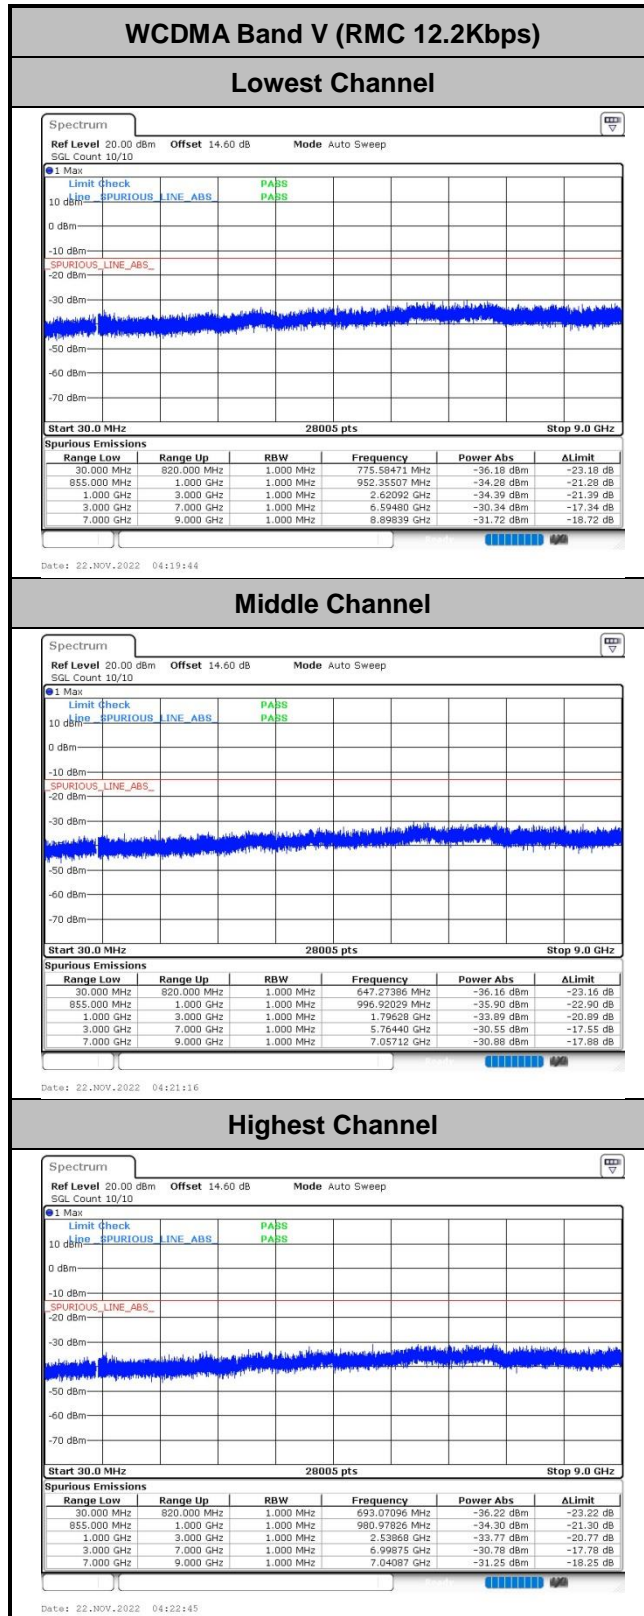 WCDMA Band V (RMC 12.2Kbps)
Lowest Channel
Spectrum
Ref Level 20.00 dBm Offset 14.60 dB Mode Auto Sweep
SGL Count 10/10
1 Max
Limit Check PASS
Line _SPURIOUS_LINE_ABS_ PASS
10 dBm
0 dBm
-10 dBm
_SPURIOUS_LINE_ABS_
-20 dBm
-30 dBm
-50 dBm
-60 dBm
-70 dBm
Start 30.0 MHz 28005 pts Stop 9.0 GHz
Spurious Emissions
Range Low Range Up RBW Frequency Power Abs ΔLimit
30.000 MHz 820.000 MHz 1.000 MHz 775.58471 MHz -36.18 dBm -23.18 dB
855.000 MHz 1.000 GHz 1.000 MHz 952.35507 MHz -34.28 dBm -21.28 dB
1.000 GHz 3.000 GHz 1.000 MHz 2.62092 GHz -34.39 dBm -21.39 dB
3.000 GHz 7.000 GHz 1.000 MHz 6.59480 GHz -30.34 dBm -17.34 dB
7.000 GHz 9.000 GHz 1.000 MHz 8.89839 GHz -31.72 dBm -18.72 dB
Date: 22.NOV.2022 04:19:44
Middle Channel
Spectrum
Ref Level 20.00 dBm Offset 14.60 dB Mode Auto Sweep
SGL Count 10/10
1 Max
Limit Check PASS
Line _SPURIOUS_LINE_ABS_ PASS
10 dBm
0 dBm
-10 dBm
_SPURIOUS_LINE_ABS_
-20 dBm
-30 dBm
-50 dBm
-60 dBm
-70 dBm
Start 30.0 MHz 28005 pts Stop 9.0 GHz
Spurious Emissions
Range Low Range Up RBW Frequency Power Abs ΔLimit
30.000 MHz 820.000 MHz 1.000 MHz 647.27386 MHz -36.16 dBm -23.16 dB
855.000 MHz 1.000 GHz 1.000 MHz 996.92029 MHz -35.90 dBm -22.90 dB
1.000 GHz 3.000 GHz 1.000 MHz 1.79628 GHz -33.89 dBm -20.89 dB
3.000 GHz 7.000 GHz 1.000 MHz 5.76440 GHz -30.55 dBm -17.55 dB
7.000 GHz 9.000 GHz 1.000 MHz 7.05712 GHz -30.88 dBm -17.88 dB
Date: 22.NOV.2022 04:21:16
Highest Channel
Spectrum
Ref Level 20.00 dBm Offset 14.60 dB Mode Auto Sweep
SGL Count 10/10
1 Max
Limit Check PASS
Line _SPURIOUS_LINE_ABS_ PASS
10 dBm
0 dBm
-10 dBm
_SPURIOUS_LINE_ABS_
-20 dBm
-30 dBm
-50 dBm
-60 dBm
-70 dBm
Start 30.0 MHz 28005 pts Stop 9.0 GHz
Spurious Emissions
Range Low Range Up RBW Frequency Power Abs ΔLimit
30.000 MHz 820.000 MHz 1.000 MHz 693.07096 MHz -36.22 dBm -23.22 dB
855.000 MHz 1.000 GHz 1.000 MHz 980.97826 MHz -34.30 dBm -21.30 dB
1.000 GHz 3.000 GHz 1.000 MHz 2.53868 GHz -33.77 dBm -20.77 dB
3.000 GHz 7.000 GHz 1.000 MHz 6.99875 GHz -30.78 dBm -17.78 dB
7.000 GHz 9.000 GHz 1.000 MHz 7.04087 GHz -31.25 dBm -18.25 dB
Date: 22.NOV.2022 04:22:45